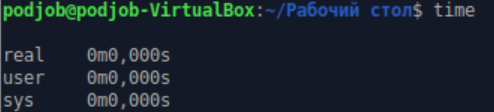 podjob@podjob-VirtualBox:~/Рабочий стол$ time
real 0m0,000s
user 0m0,000s
sys 0m0,000s